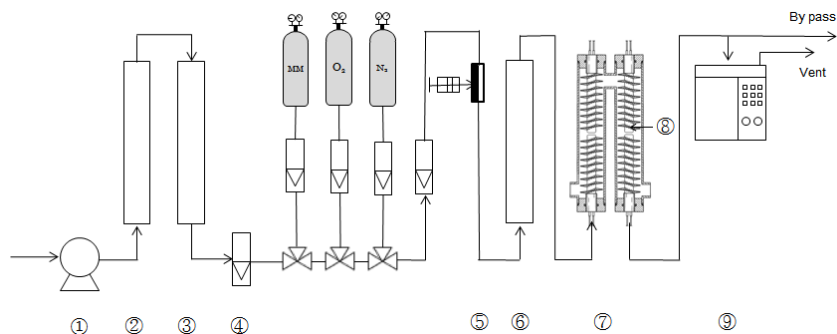 By pass
MM
O₂
N₂
Vent
⑧
① ② ③ ④ ⑤ ⑥ ⑦ ⑨